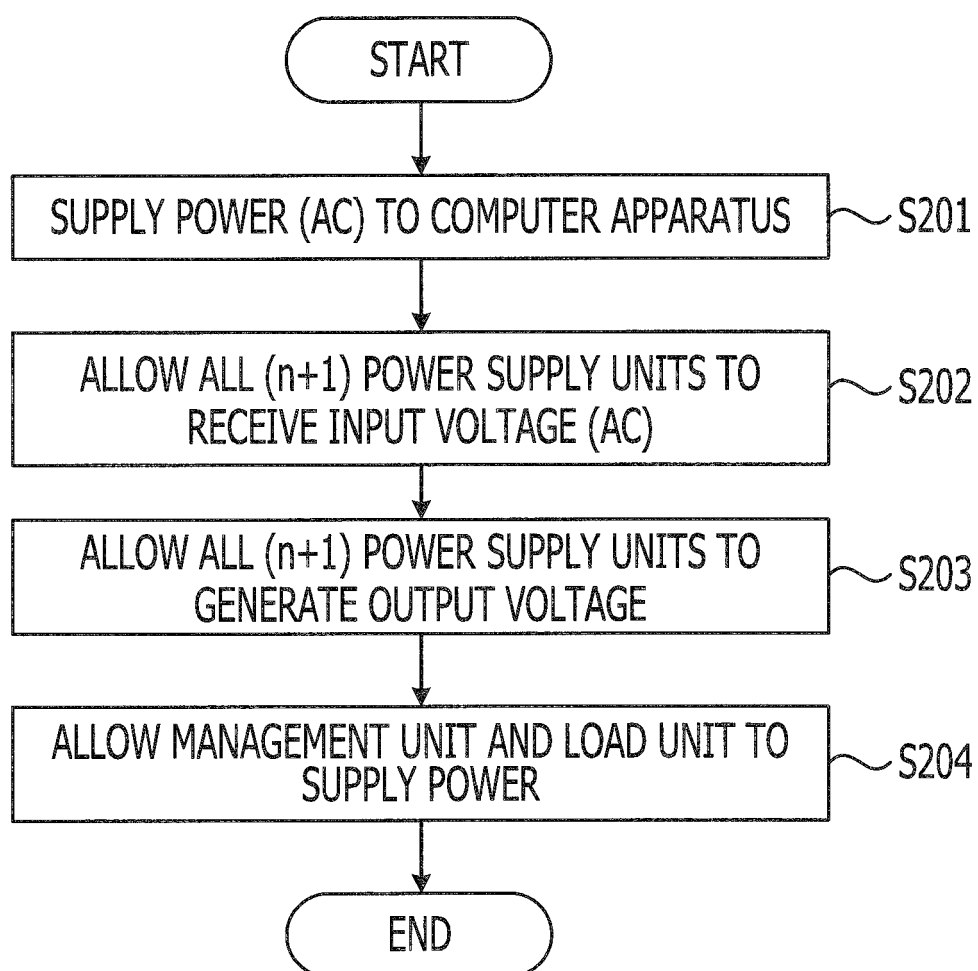 START
SUPPLY POWER (AC) TO COMPUTER APPARATUS
S201
ALLOW ALL (n+1) POWER SUPPLY UNITS TO
RECEIVE INPUT VOLTAGE (AC)
S202
ALLOW ALL (n+1) POWER SUPPLY UNITS TO
GENERATE OUTPUT VOLTAGE
S203
ALLOW MANAGEMENT UNIT AND LOAD UNIT TO
SUPPLY POWER
S204
END